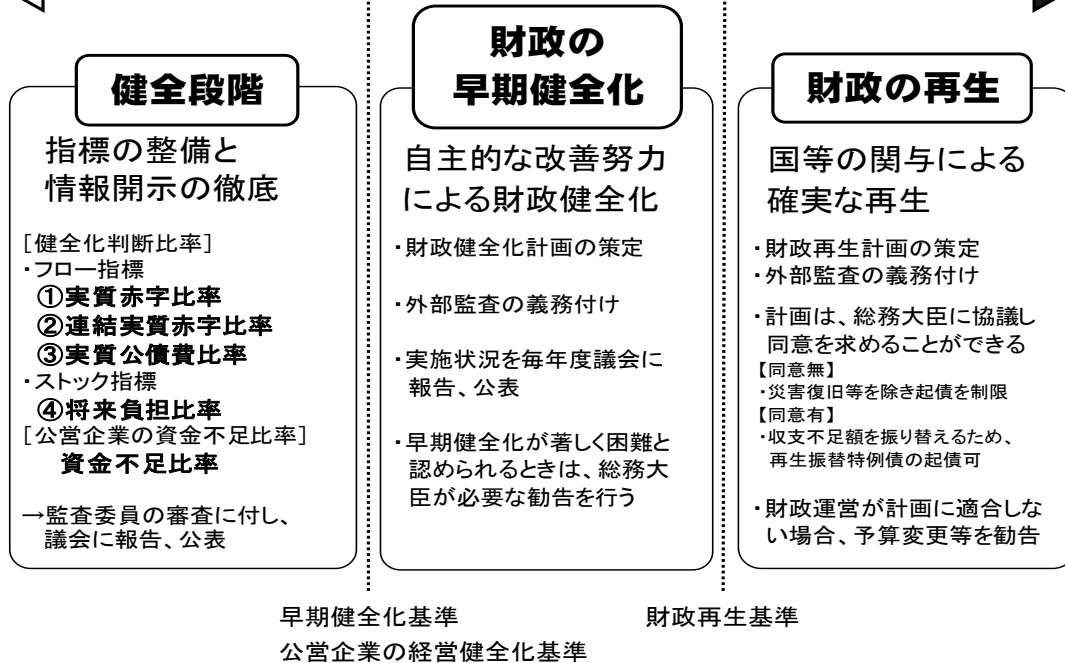 健全段階
指標の整備と
情報開示の徹底
[健全化判断比率]
・フロー指標
①実質赤字比率
②連結実質赤字比率
③実質公債費比率
・ストック指標
④将来負担比率
[公営企業の資金不足比率]
資金不足比率
→監査委員の審査に付し、
議会に報告、公表
財政の
早期健全化
自主的な改善努力
による財政健全化
・財政健全化計画の策定
・外部監査の義務付け
・実施状況を毎年度議会に
報告、公表
・早期健全化が著しく困難と
認められるときは、総務大
臣が必要な勧告を行う
財政の再生
国等の関与による
確実な再生
・財政再生計画の策定
・外部監査の義務付け
・計画は、総務大臣に協議し
同意を求めることができる
【同意無】
・災害復旧等を除き起債を制限
【同意有】
・収支不足額を振り替えるため、
再生振替特例債の起債可
・財政運営が計画に適合しな
い場合、予算変更等を勧告
早期健全化基準
公営企業の経営健全化基準
財政再生基準